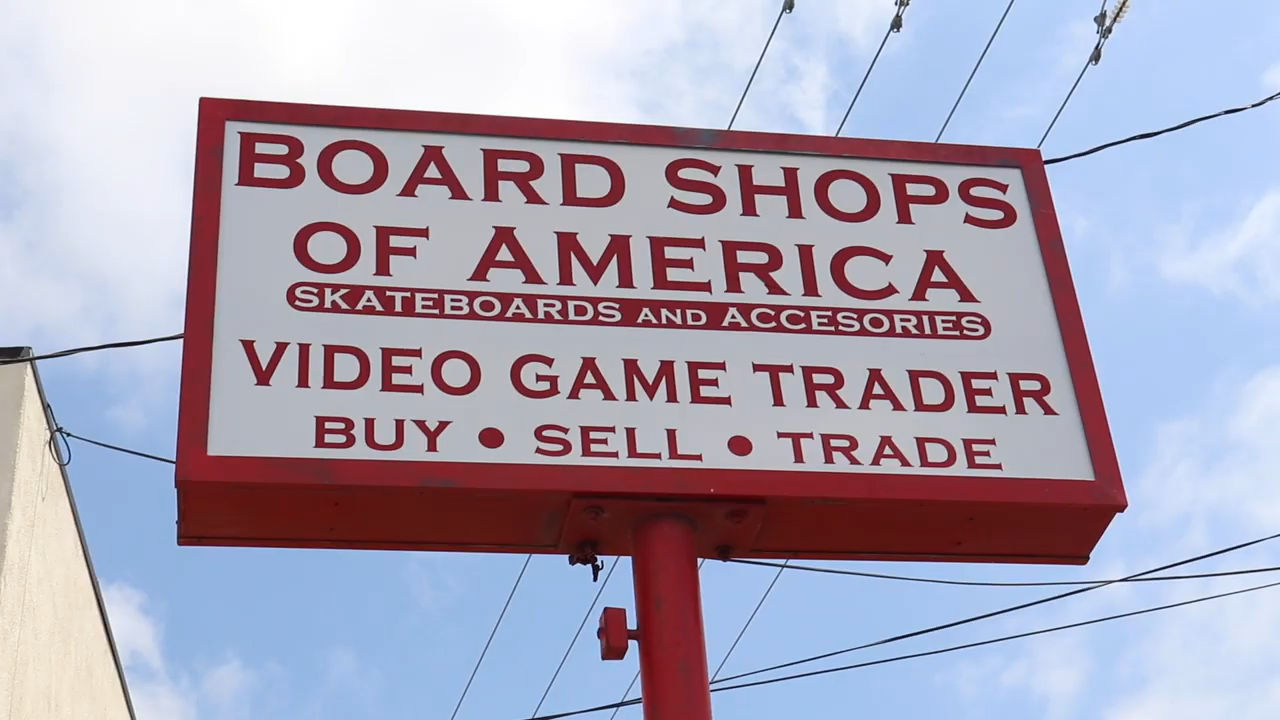 BOARD SHOPS
OF AMERICA
SKATEBOARDS AND ACCESORIES
VIDEO GAME TRADER
BUY • SELL • TRADE